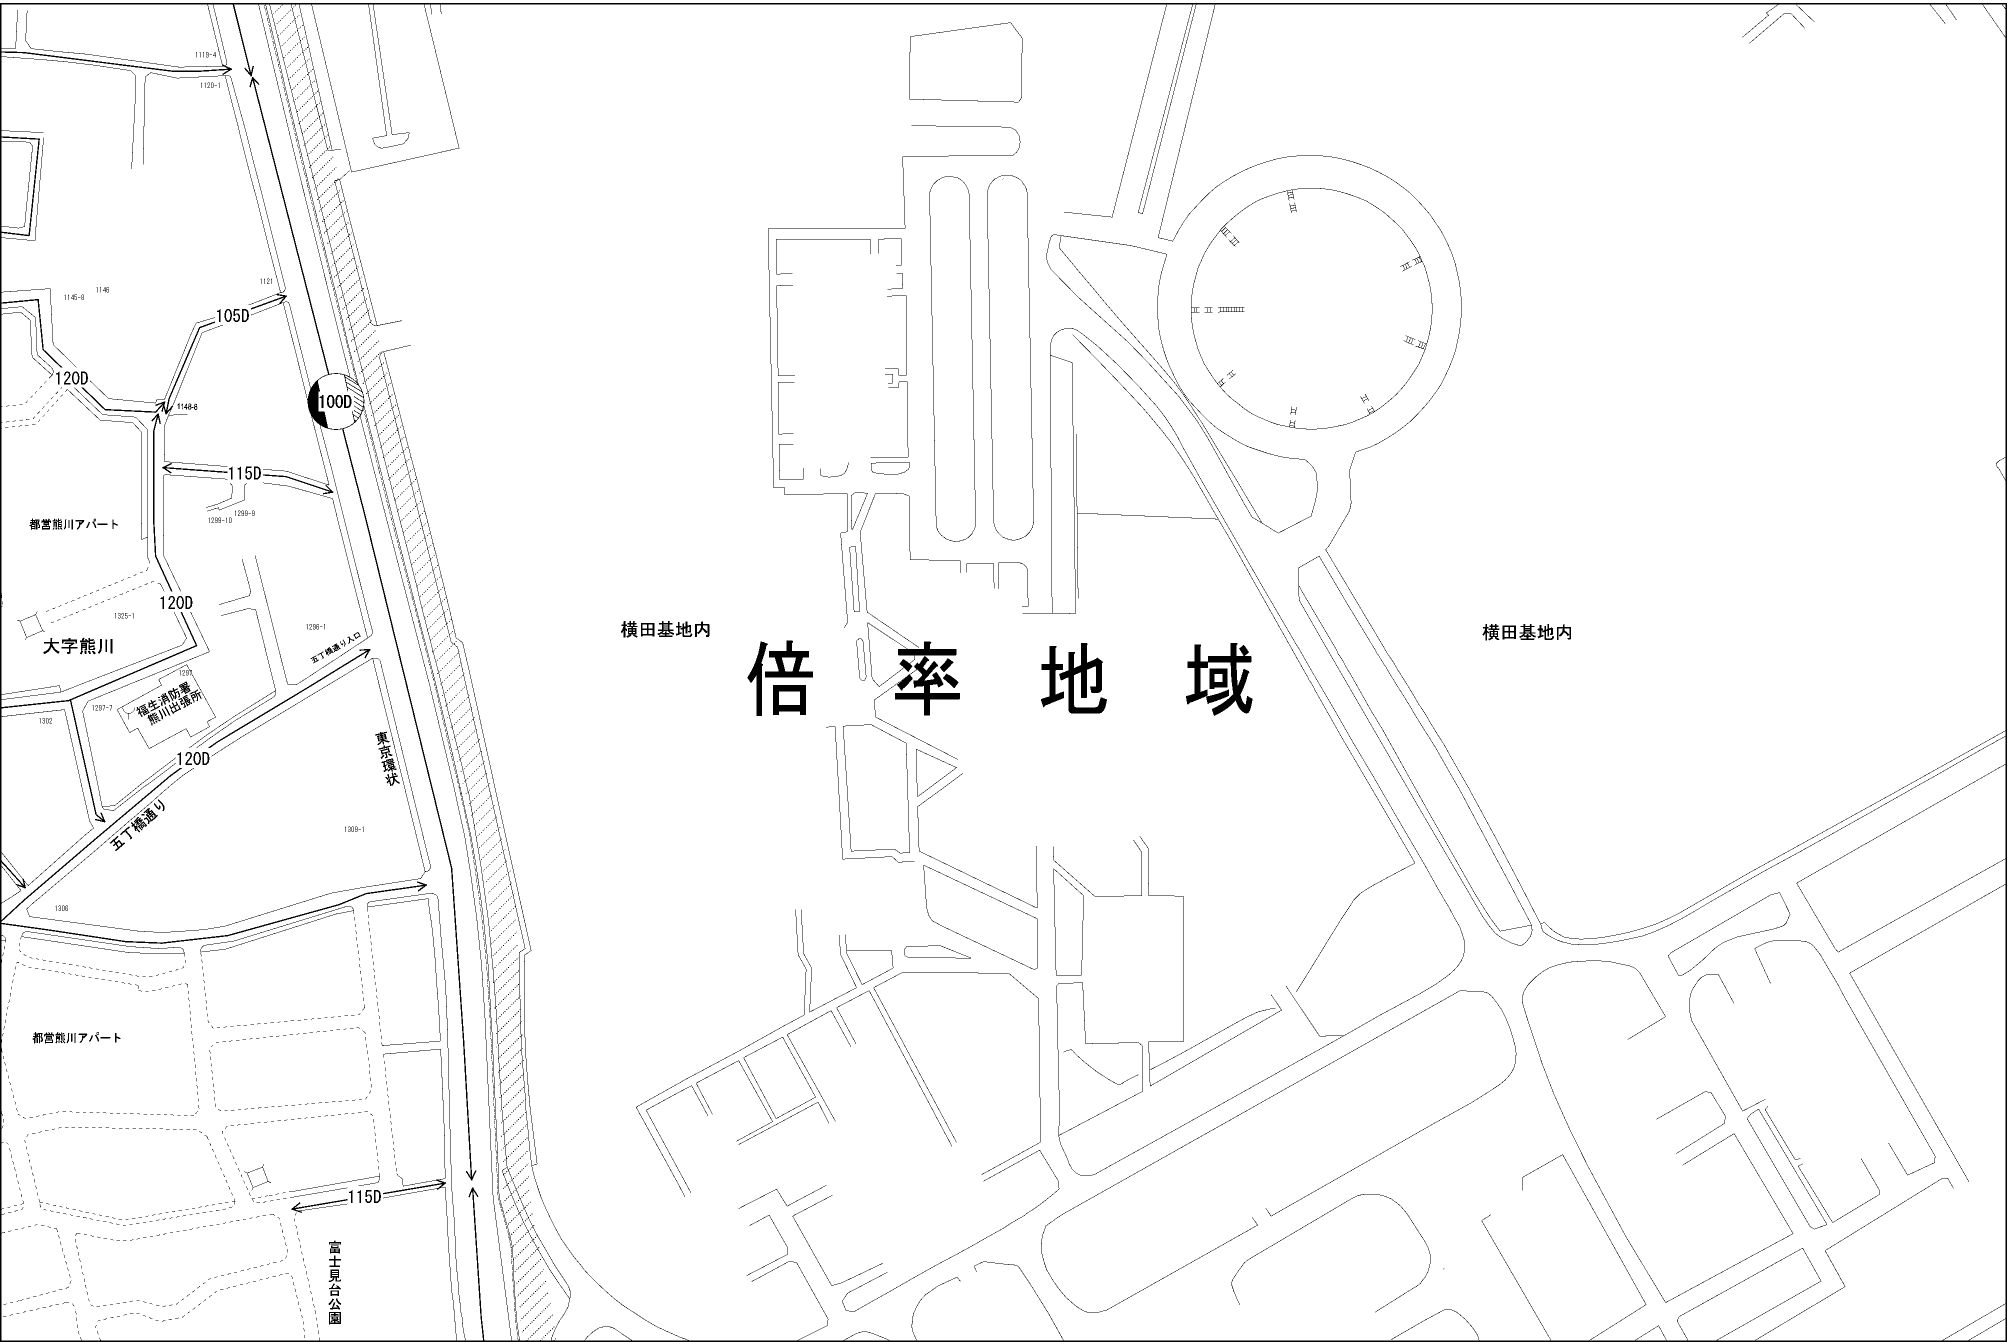 1119-4
1120-1
1121
1145-8
1146
105D
120D
1148-8
100D
115D
1299-10
1299-9
都営熊川アパート
120D
1325-1
1296-1
大字熊川
五丁橋通り入口
横田基地内
横田基地内
倍率地域
1297
福生消防署
熊川出張所
1297-7
1302
120D
東京環状
五丁橋通り
1309-1
1306
都営熊川アパート
115D
富士見台公園